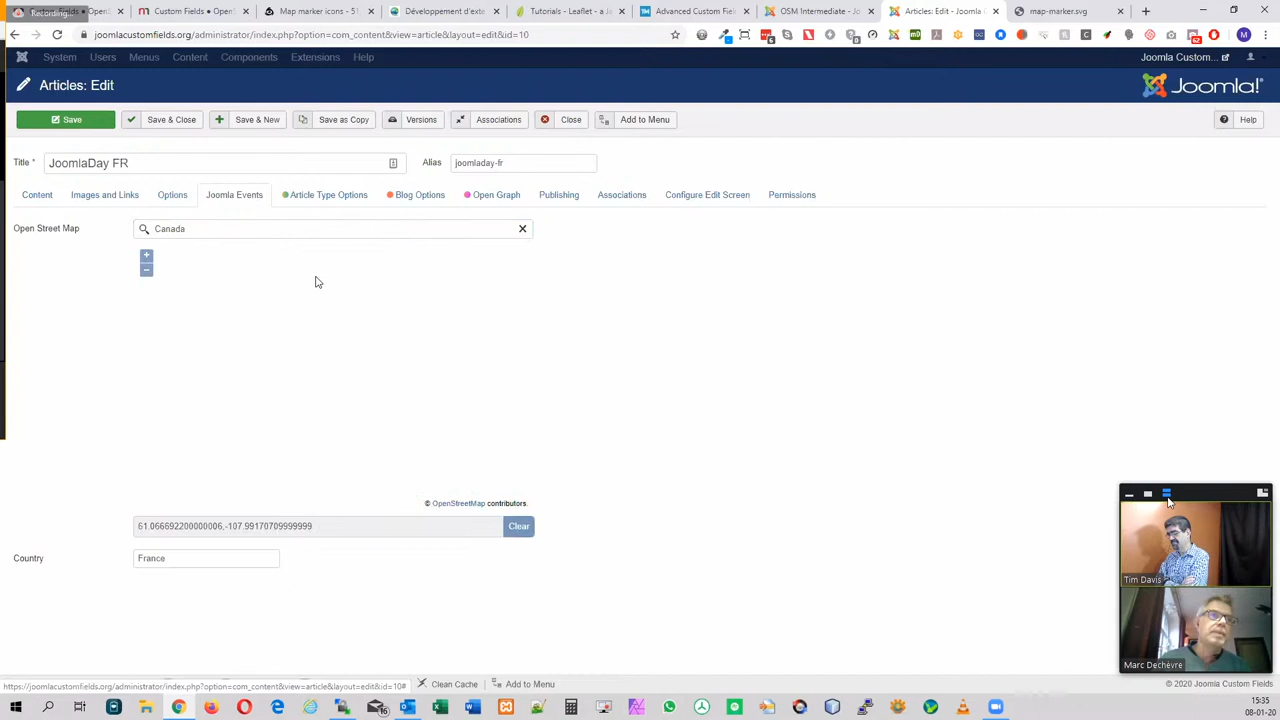 Recording...
Custom Fields • OpenS
Map marker icons - 51
Développement d'exte
Tutorials - Leaflet - a Ja
Advanced Custom Field
OSM Intermediate - Jo
Articles: Edit - Joomla C
map-marker.svg
joomlacustomfields.org/administrator/index.php?option=com_content&view=article&layout=edit&id=10
System Users Menus Content Components Extensions Help
Joomla Custom...
Articles: Edit
Joomla!
Save
Save & Close
Save & New
Save as Copy
Versions
Associations
Close
Add to Menu
Help
Title * JoomlaDay FR
Alias joomladay-fr
Content Images and Links Options Joomla Events Article Type Options Blog Options Open Graph Publishing Associations Configure Edit Screen Permissions
Open Street Map Canada
+
−
© OpenStreetMap contributors.
61.066692200000006,-107.99170709999999 Clear
Country France
Tim Davis
Marc Dechèvre
https://joomlacustomfields.org/administrator/index.php?option=com_content&view=article&layout=edit&id=10#
Clear Cache
Add to Menu
© 2020 Joomla Custom Fields
15:35
08-01-20